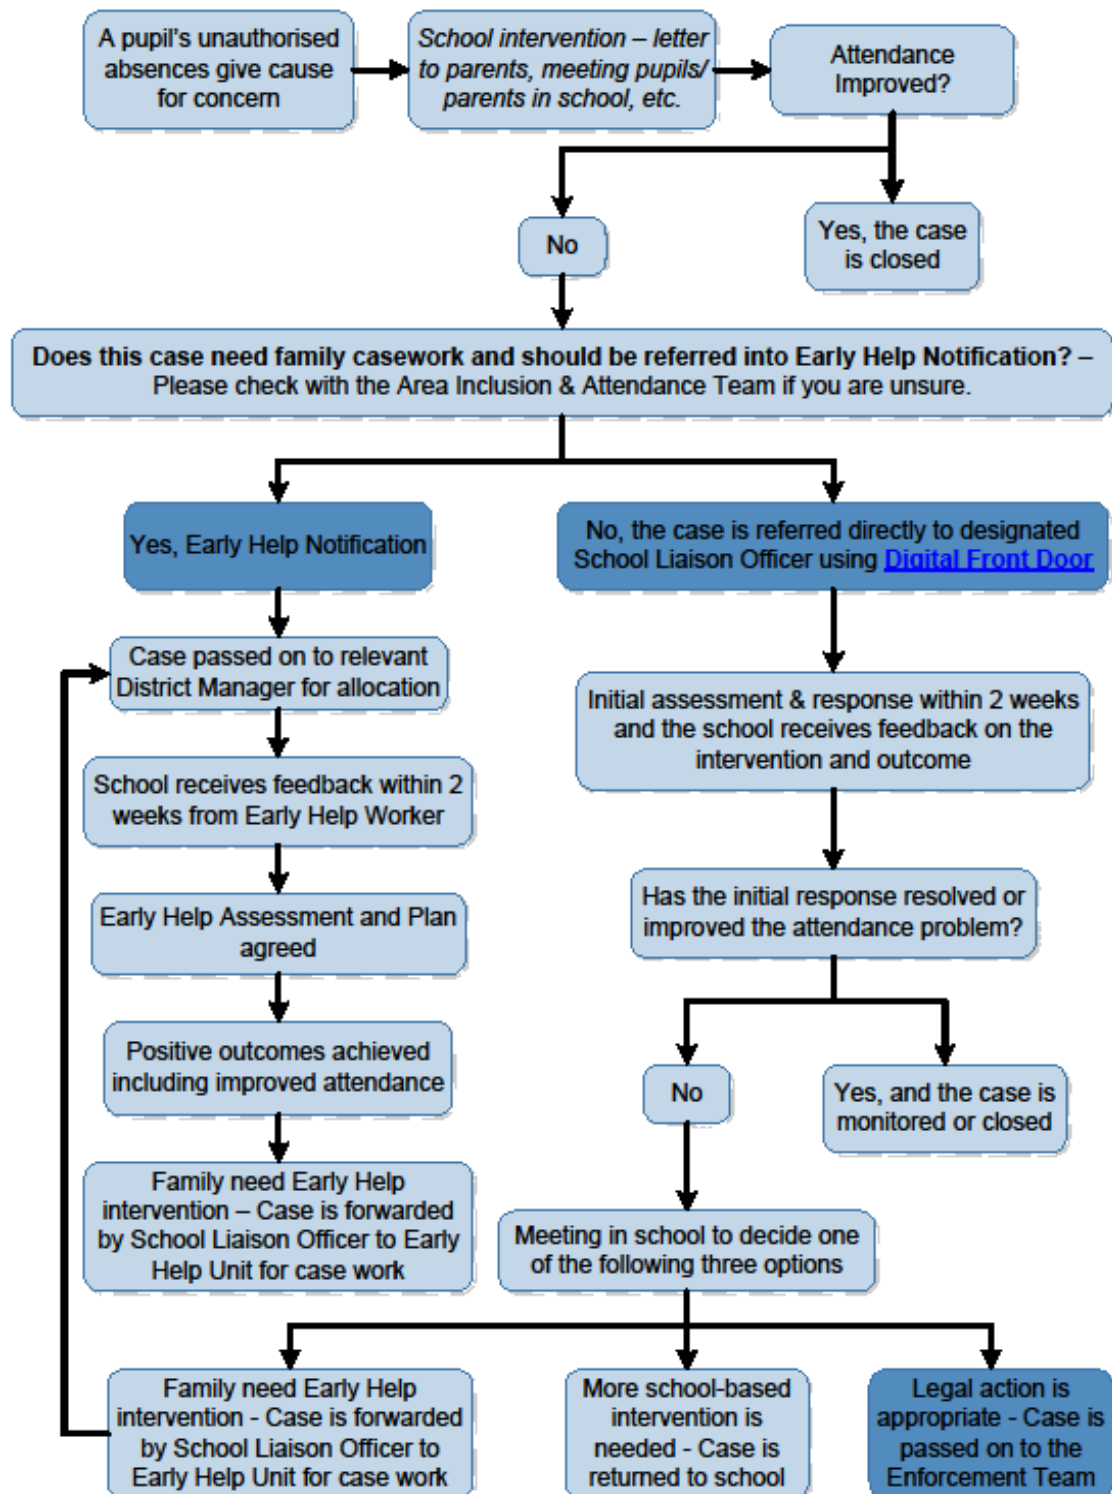 A pupil's unauthorised
absences give cause
for concern
School intervention – letter
to parents, meeting pupils/
parents in school, etc.
Attendance
Improved?
No
Yes, the case
is closed
Does this case need family casework and should be referred into Early Help Notification? –
Please check with the Area Inclusion & Attendance Team if you are unsure.
Yes, Early Help Notification
No, the case is referred directly to designated
School Liaison Officer using Digital Front Door
Case passed on to relevant
District Manager for allocation
Initial assessment & response within 2 weeks
and the school receives feedback on the
intervention and outcome
School receives feedback within 2
weeks from Early Help Worker
Has the initial response resolved or
improved the attendance problem?
Early Help Assessment and Plan
agreed
Positive outcomes achieved
including improved attendance
No
Yes, and the case is
monitored or closed
Family need Early Help
intervention – Case is forwarded
by School Liaison Officer to Early
Help Unit for case work
Meeting in school to decide one
of the following three options
Family need Early Help
intervention - Case is forwarded
by School Liaison Officer to
Early Help Unit for case work
More school-based
intervention is
needed - Case is
returned to school
Legal action is
appropriate - Case is
passed on to the
Enforcement Team